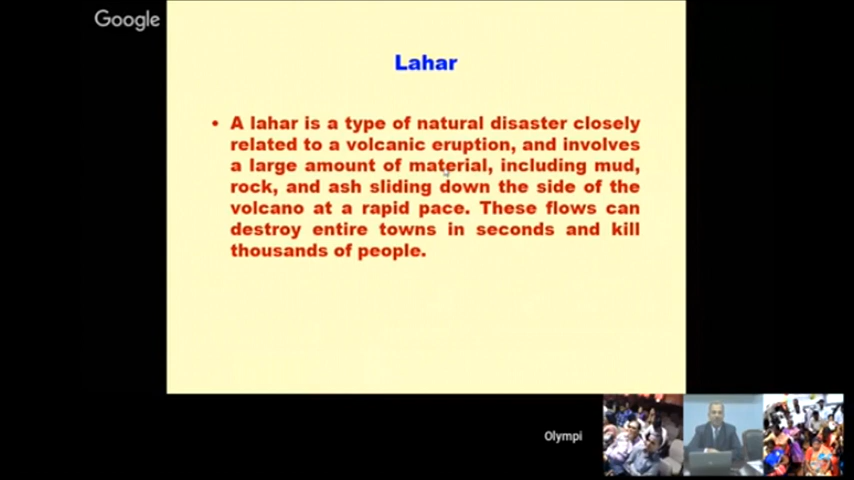 Google
Lahar
• A lahar is a type of natural disaster closely
related to a volcanic eruption, and involves
a large amount of material, including mud,
rock, and ash sliding down the side of the
volcano at a rapid pace. These flows can
destroy entire towns in seconds and kill
thousands of people.
Olympi